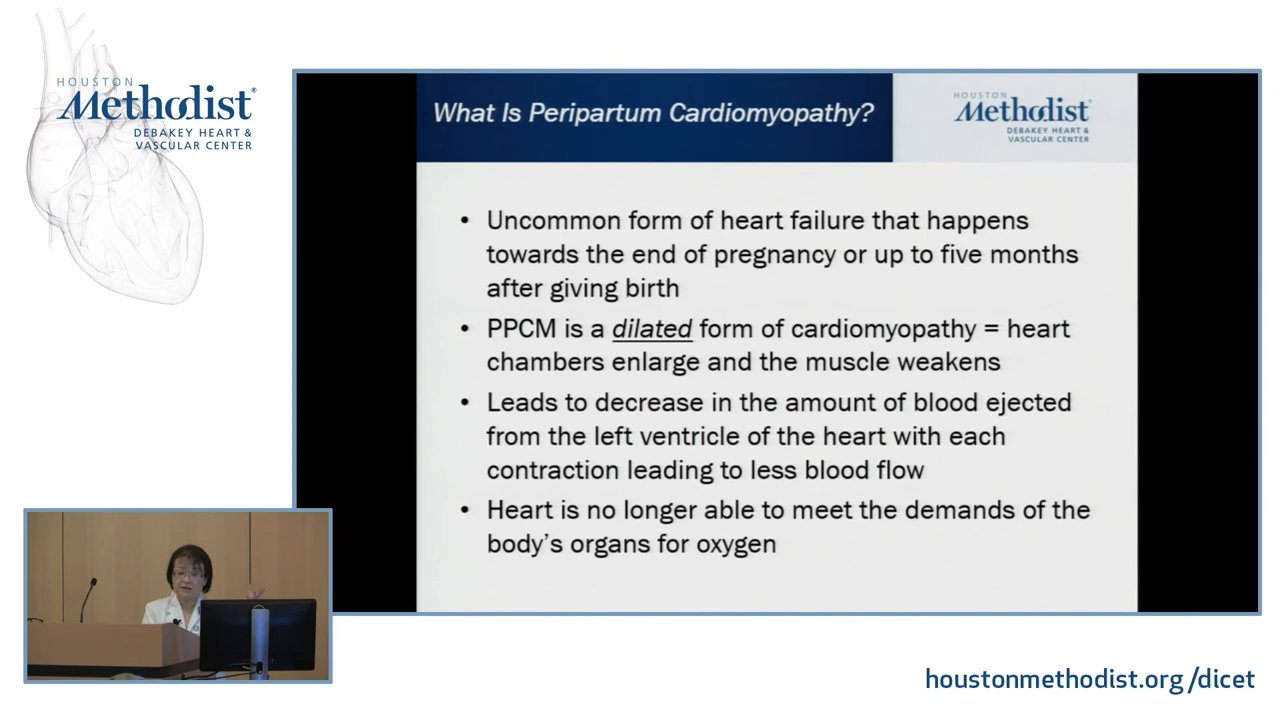 HOUSTON
Methodist®
DEBAKEY HEART &
VASCULAR CENTER
What Is Peripartum Cardiomyopathy?
HOUSTON
Methodist
DEBAKEY HEART &
VASCULAR CENTER
• Uncommon form of heart failure that happens
towards the end of pregnancy or up to five months
after giving birth
• PPCM is a dilated form of cardiomyopathy = heart
chambers enlarge and the muscle weakens
• Leads to decrease in the amount of blood ejected
from the left ventricle of the heart with each
contraction leading to less blood flow
• Heart is no longer able to meet the demands of the
body's organs for oxygen
houstonmethodist.org/dicet